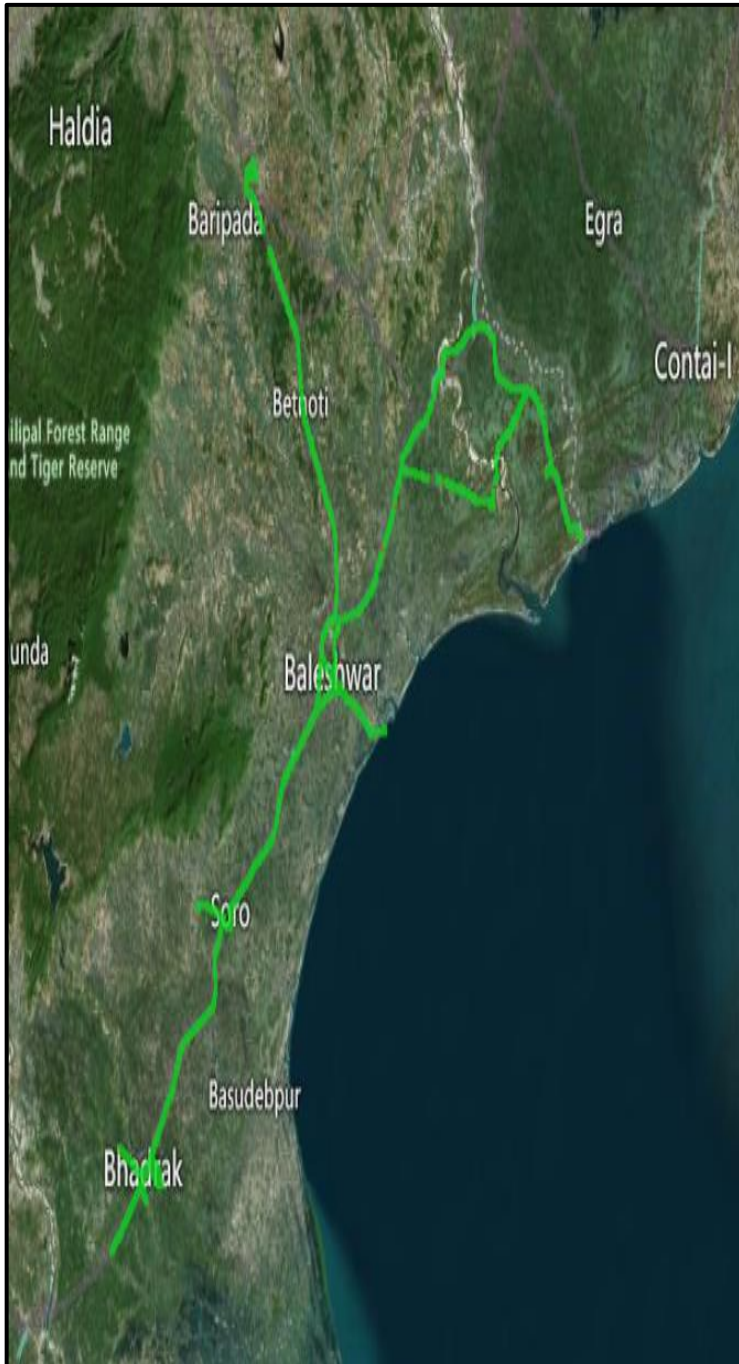 Haldia
Baripada
Egra
Contai-I
Betnoti
ilipal Forest Range
nd Tiger Reserve
unda
Baleshwar
Soro
Basudebpur
Bhadrak